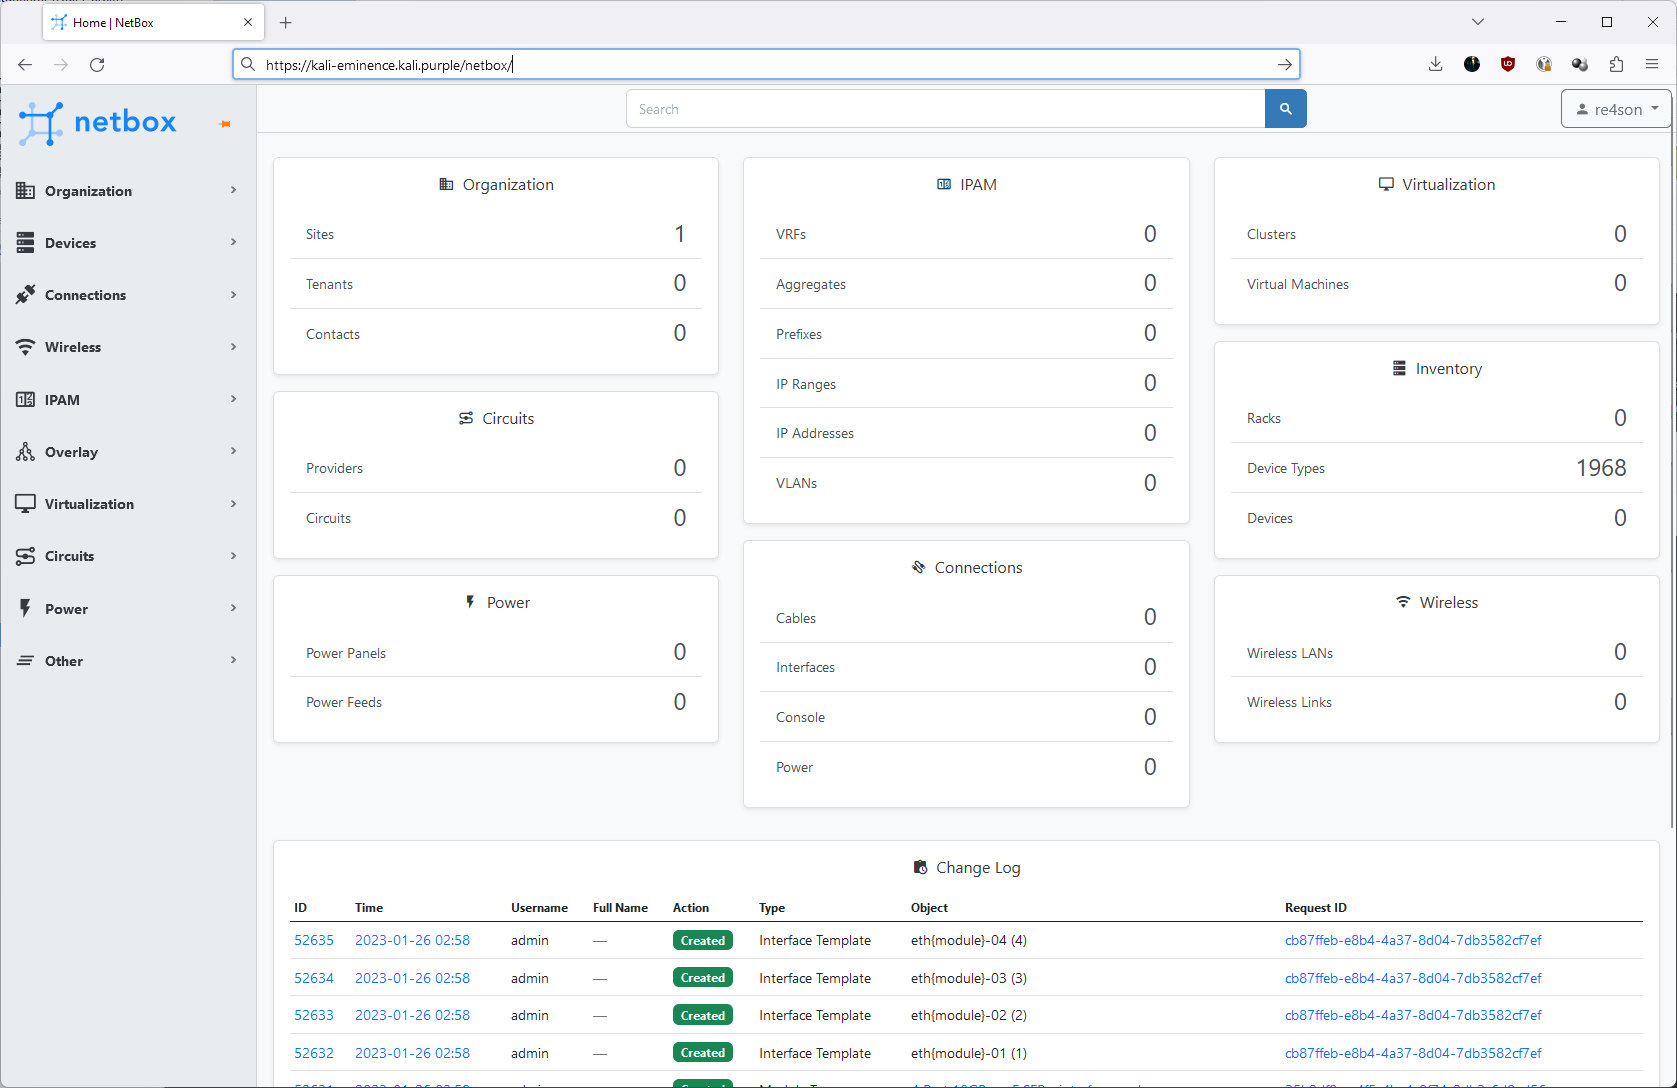 Home | NetBox
https://kali-eminence.kali.purple/netbox/
netbox
Search
re4son
Organization
Devices
Connections
Wireless
IPAM
Overlay
Virtualization
Circuits
Power
Other
Organization
Sites 1
Tenants 0
Contacts 0
Circuits
Providers 0
Circuits 0
Power
Power Panels 0
Power Feeds 0
IPAM
VRFs 0
Aggregates 0
Prefixes 0
IP Ranges 0
IP Addresses 0
VLANs 0
Connections
Cables 0
Interfaces 0
Console 0
Power 0
Virtualization
Clusters 0
Virtual Machines 0
Inventory
Racks 0
Device Types 1968
Devices 0
Wireless
Wireless LANs 0
Wireless Links 0
Change Log
ID Time Username Full Name Action Type Object Request ID
52635 2023-01-26 02:58 admin — Created Interface Template eth{module}-04 (4) cb87ffeb-e8b4-4a37-8d04-7db3582cf7ef
52634 2023-01-26 02:58 admin — Created Interface Template eth{module}-03 (3) cb87ffeb-e8b4-4a37-8d04-7db3582cf7ef
52633 2023-01-26 02:58 admin — Created Interface Template eth{module}-02 (2) cb87ffeb-e8b4-4a37-8d04-7db3582cf7ef
52632 2023-01-26 02:58 admin — Created Interface Template eth{module}-01 (1) cb87ffeb-e8b4-4a37-8d04-7db3582cf7ef